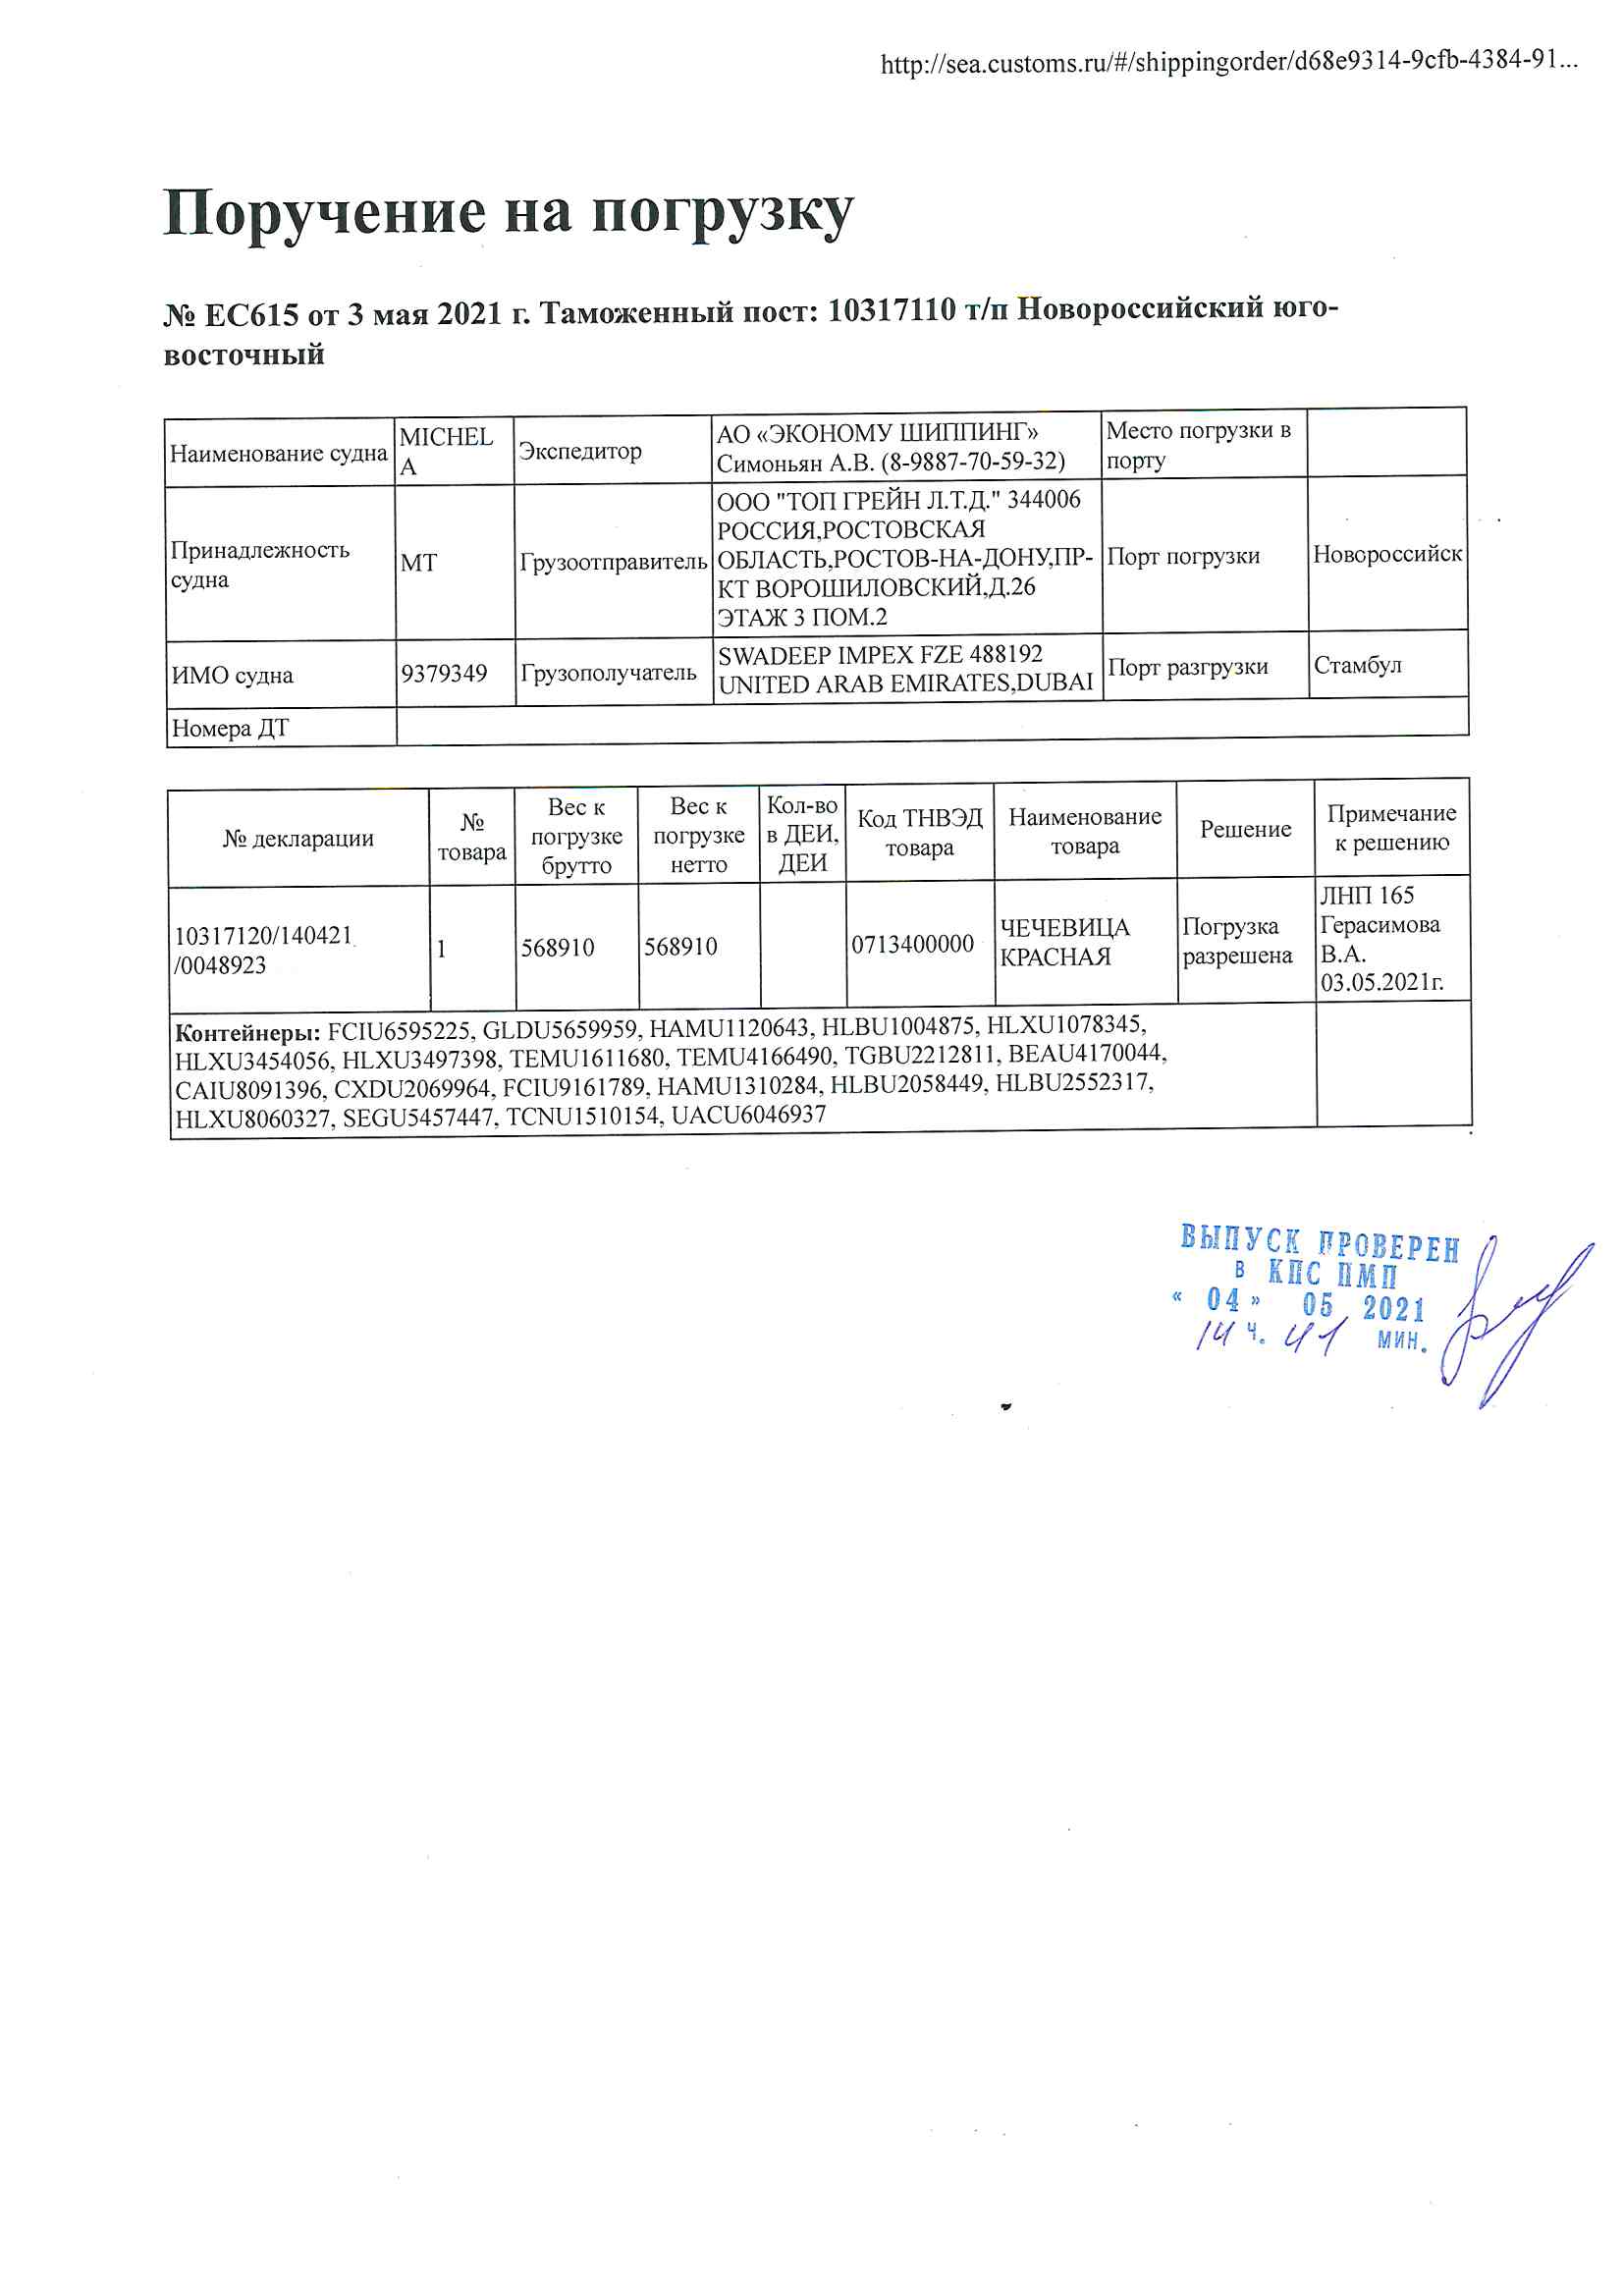 http://sea.customs.ru/#/shippingorder/d68e9314-9cfb-4384-91...
Поручение на погрузку
№ ЕС615 от 3 мая 2021 г. Таможенный пост: 10317110 т/п Новороссийский юго-
восточный
Наименование судна
MICHEL
A
Экспедитор
АО «ЭКОНОМУ ШИППИНГ»
Симоньян А.В. (8-9887-70-59-32)
Место погрузки в
порту
Принадлежность
судна
МТ
Грузоотправитель
ООО "ТОП ГРЕЙН Л.Т.Д." 344006
РОССИЯ,РОСТОВСКАЯ
ОБЛАСТЬ,РОСТОВ-НА-ДОНУ,ПР-
КТ ВОРОШИЛОВСКИЙ,Д.26
ЭТАЖ 3 ПОМ.2
Порт погрузки
Новороссийск
ИМО судна
9379349
Грузополучатель
SWADEEP IMPEX FZE 488192
UNITED ARAB EMIRATES,DUBAI
Порт разгрузки
Стамбул
Номера ДТ
№ декларации
№
товара
Вес к
погрузке
брутто
Вес к
погрузке
нетто
Кол-во
в ДЕИ,
ДЕИ
Код ТНВЭД
товара
Наименование
товара
Решение
Примечание
к решению
10317120/140421
/0048923
1
568910
568910
0713400000
ЧЕЧЕВИЦА
КРАСНАЯ
Погрузка
разрешена
ЛНП 165
Герасимова
В.А.
03.05.2021г.
Контейнеры: FCIU6595225, GLDU5659959, HAMU1120643, HLBU1004875, HLXU1078345,
HLXU3454056, HLXU3497398, TEMU1611680, TEMU4166490, TGBU2212811, BEAU4170044,
CAIU8091396, CXDU2069964, FCIU9161789, HAMU1310284, HLBU2058449, HLBU2552317,
HLXU8060327, SEGU5457447, TCNU1510154, UACU6046937
ВЫПУСК ПРОВЕРЕН
в КПС ПМП
« 04 » 05 2021
14 ч. 41 мин.